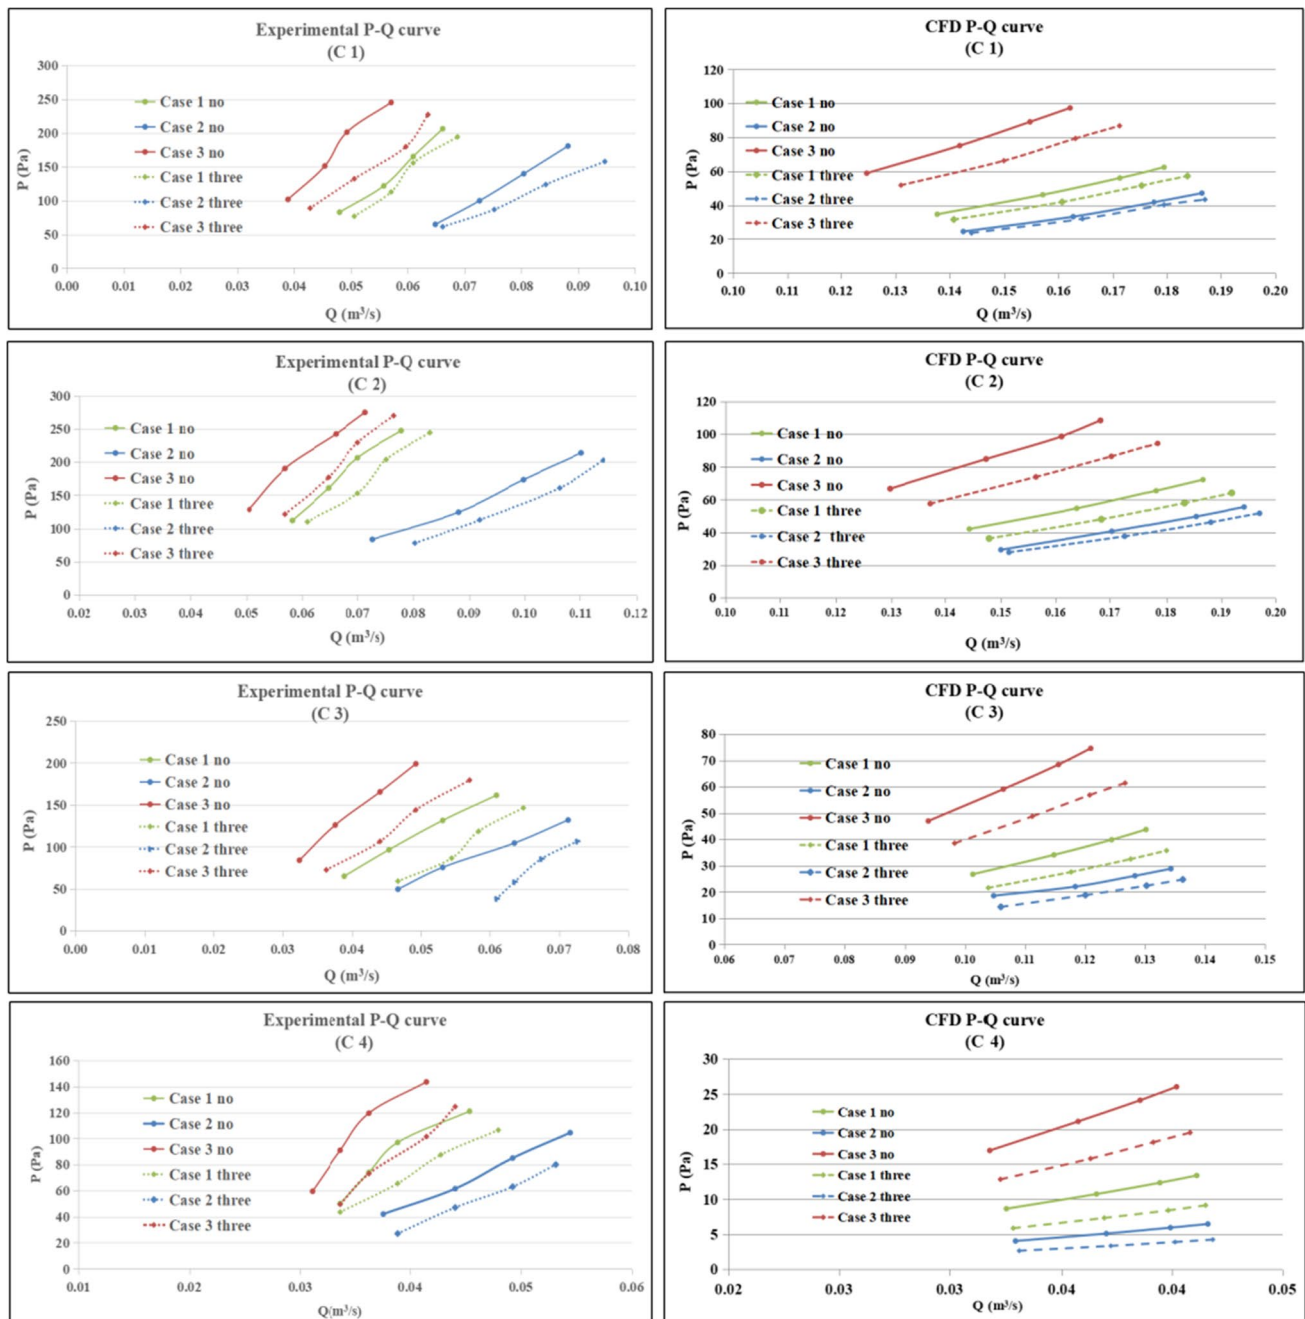 Experimental P-Q curve
(C 1)
300
250
200
150
100
50
0
P (Pa)
Case 1 no
Case 2 no
Case 3 no
Case 1 three
Case 2 three
Case 3 three
0.00 0.01 0.02 0.03 0.04 0.05 0.06 0.07 0.08 0.09 0.10
Q (m³/s)
CFD P-Q curve
(C 1)
120
100
80
60
40
20
0
P (Pa)
Case 1 no
Case 2 no
Case 3 no
Case 1 three
Case 2 three
Case 3 three
0.10 0.11 0.12 0.13 0.14 0.15 0.16 0.17 0.18 0.19 0.20
Q (m³/s)
Experimental P-Q curve
(C 2)
300
250
200
150
100
50
0
P (Pa)
Case 1 no
Case 2 no
Case 3 no
Case 1 three
Case 2 three
Case 3 three
0.02 0.03 0.04 0.05 0.06 0.07 0.08 0.09 0.10 0.11 0.12
Q (m³/s)
CFD P-Q curve
(C 2)
120
100
80
60
40
20
0
P (Pa)
Case 1 no
Case 2 no
Case 3 no
Case 1 three
Case 2 three
Case 3 three
0.10 0.11 0.12 0.13 0.14 0.15 0.16 0.17 0.18 0.19 0.20
Q (m³/s)
Experimental P-Q curve
(C 3)
250
200
150
100
50
0
P (Pa)
Case 1 no
Case 2 no
Case 3 no
Case 1 three
Case 2 three
Case 3 three
0.00 0.01 0.02 0.03 0.04 0.05 0.06 0.07 0.08
Q (m³/s)
CFD P-Q curve
(C 3)
80
70
60
50
40
30
20
10
0
P (Pa)
Case 1 no
Case 2 no
Case 3 no
Case 1 three
Case 2 three
Case 3 three
0.06 0.07 0.08 0.09 0.10 0.11 0.12 0.13 0.14 0.15
Q (m³/s)
Experimental P-Q curve
(C 4)
160
140
120
100
80
60
40
20
0
P (Pa)
Case 1 no
Case 2 no
Case 3 no
Case 1 three
Case 2 three
Case 3 three
0.01 0.02 0.03 0.04 0.05 0.06
Q(m³/s)
CFD P-Q curve
(C 4)
30
25
20
15
10
5
0
P (Pa)
Case 1 no
Case 2 no
Case 3 no
Case 1 three
Case 2 three
Case 3 three
0.02 0.03 0.03 0.04 0.04 0.05
Q (m³/s)